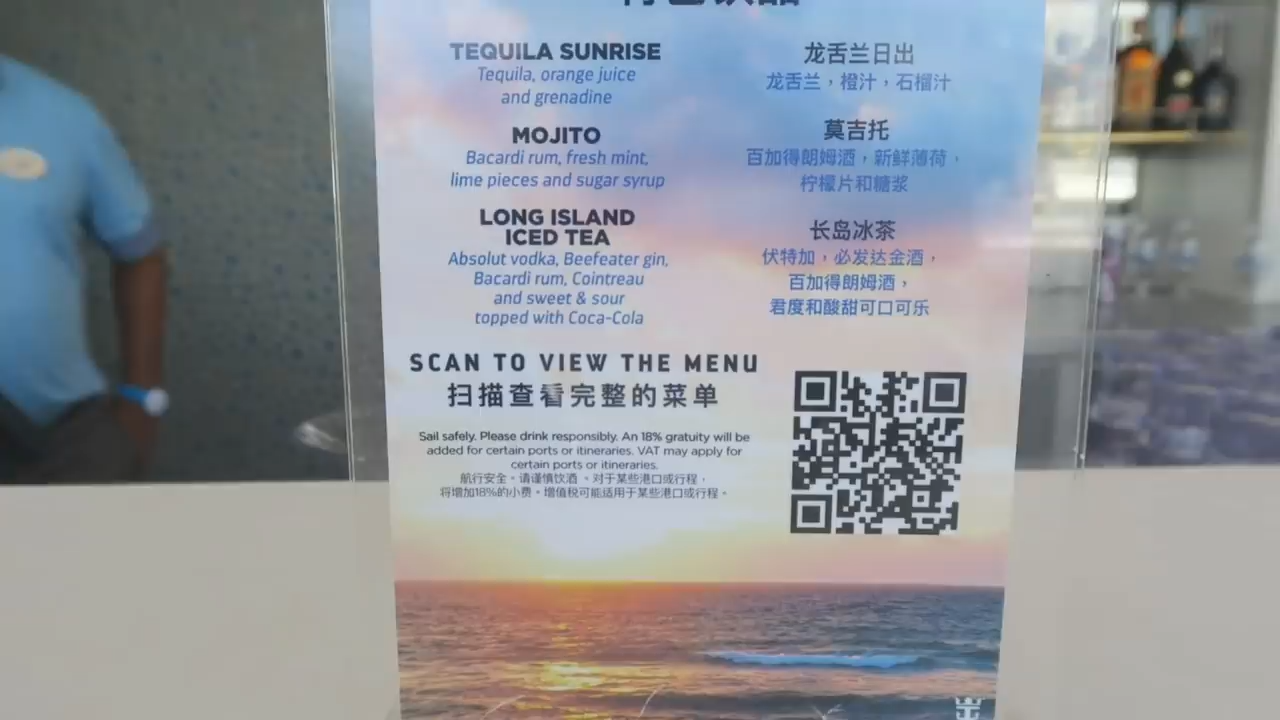 TEQUILA SUNRISE
Tequila, orange juice
and grenadine
龙舌兰日出
龙舌兰，橙汁，石榴汁
MOJITO
Bacardi rum, fresh mint,
lime pieces and sugar syrup
莫吉托
百加得朗姆酒，新鲜薄荷，
柠檬片和糖浆
LONG ISLAND
ICED TEA
Absolut vodka, Beefeater gin,
Bacardi rum, Cointreau
and sweet & sour
topped with Coca-Cola
长岛冰茶
伏特加，必发达金酒，
百加得朗姆酒，
君度和酸甜可口可乐
SCAN TO VIEW THE MENU
扫描查看完整的菜单
Sail safely. Please drink responsibly. An 18% gratuity will be
added for certain ports or itineraries. VAT may apply for
certain ports or itineraries.
航行安全。请谨慎饮酒 。对于某些港口或行程，
将增加18%的小费。增值税可能适用于某些港口或行程。